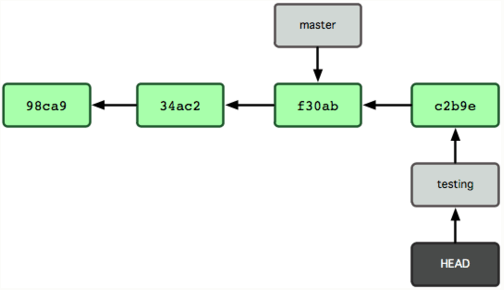 master
98ca9
34ac2
f30ab
c2b9e
testing
HEAD